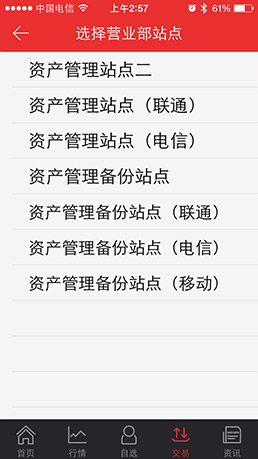 中国电信 上午2:57 61%
选择营业部站点
资产管理站点二
资产管理站点（联通）
资产管理站点（电信）
资产管理备份站点
资产管理备份站点（联通）
资产管理备份站点（电信）
资产管理备份站点（移动）
首页 行情 自选 交易 资讯